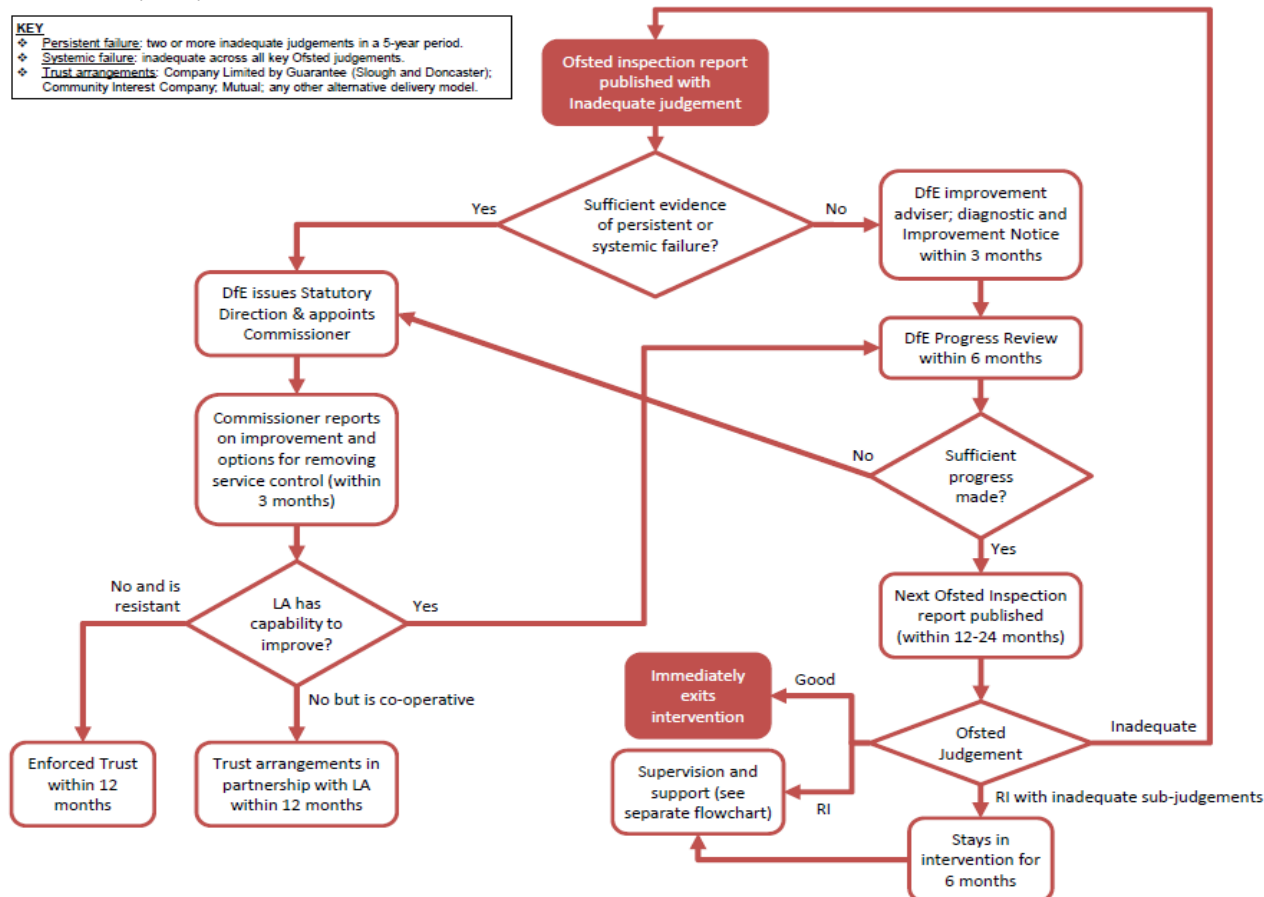 KEY
❖ Persistent failure: two or more inadequate judgements in a 5-year period.
❖ Systemic failure: inadequate across all key Ofsted judgements.
❖ Trust arrangements: Company Limited by Guarantee (Slough and Doncaster);
Community Interest Company; Mutual; any other alternative delivery model.
Ofsted inspection report
published with
Inadequate judgement
Yes
Sufficient evidence
of persistent or
systemic failure?
No
DfE improvement
adviser; diagnostic and
Improvement Notice
within 3 months
DfE issues Statutory
Direction & appoints
Commissioner
DfE Progress Review
within 6 months
Commissioner reports
on improvement and
options for removing
service control (within
3 months)
No
Sufficient
progress
made?
Yes
No and is
resistant
LA has
capability to
improve?
Yes
Next Ofsted Inspection
report published
(within 12-24 months)
No but is co-operative
Immediately
exits
intervention
Good
Ofsted
Judgement
Inadequate
Enforced Trust
within 12
months
Trust arrangements in
partnership with LA
within 12 months
Supervision and
support (see
separate flowchart)
RI
RI with inadequate sub-judgements
Stays in
intervention for
6 months